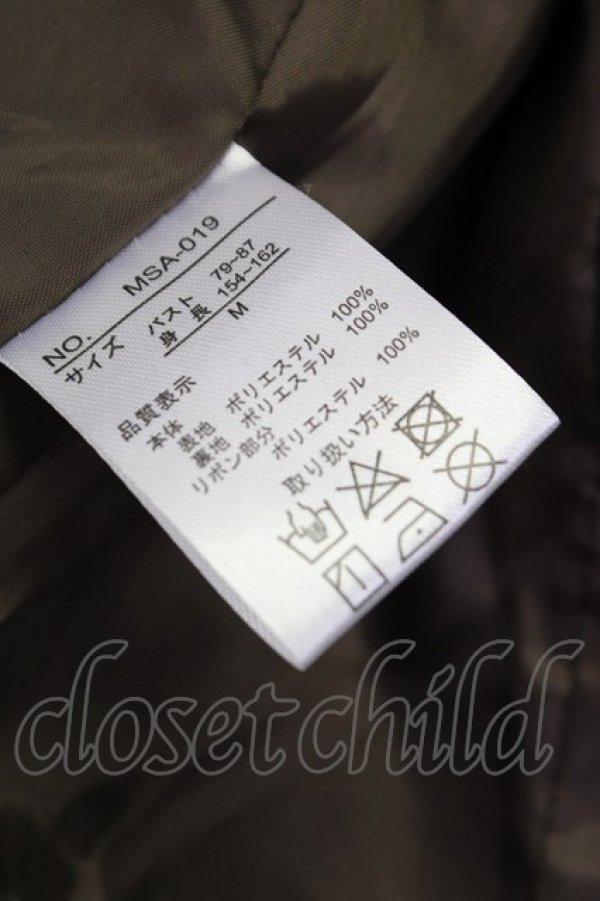 NO. MSA-019
サイズ バスト 79~87
身長 154~162
M
品質表示
本体 表地 ポリエステル 100%
裏地 ポリエステル 100%
リボン部分 ポリエステル 100%
取り扱い方法
closet child